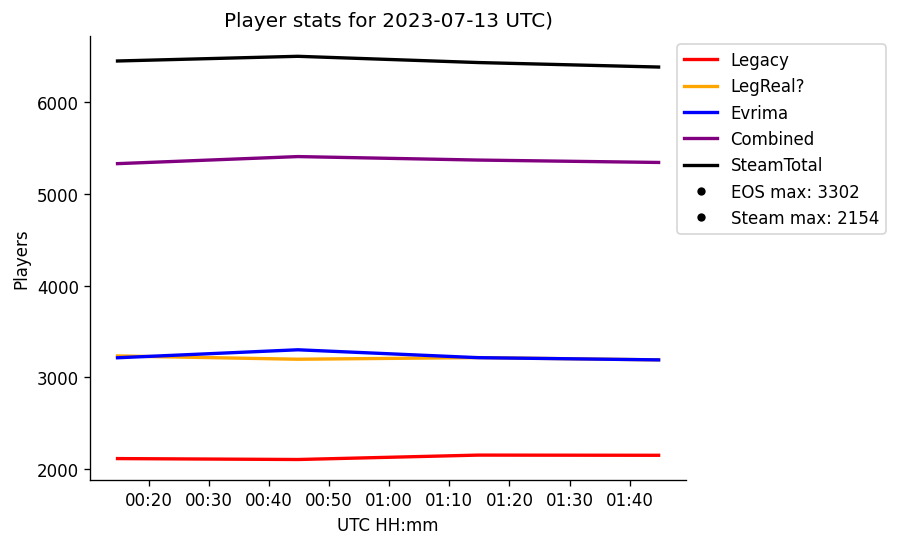 Player stats for 2023-07-13 UTC)
Legacy
LegReal?
Evrima
Combined
SteamTotal
EOS max: 3302
Steam max: 2154
6000
5000
4000
3000
2000
Players
00:20 00:30 00:40 00:50 01:00 01:10 01:20 01:30 01:40
UTC HH:mm